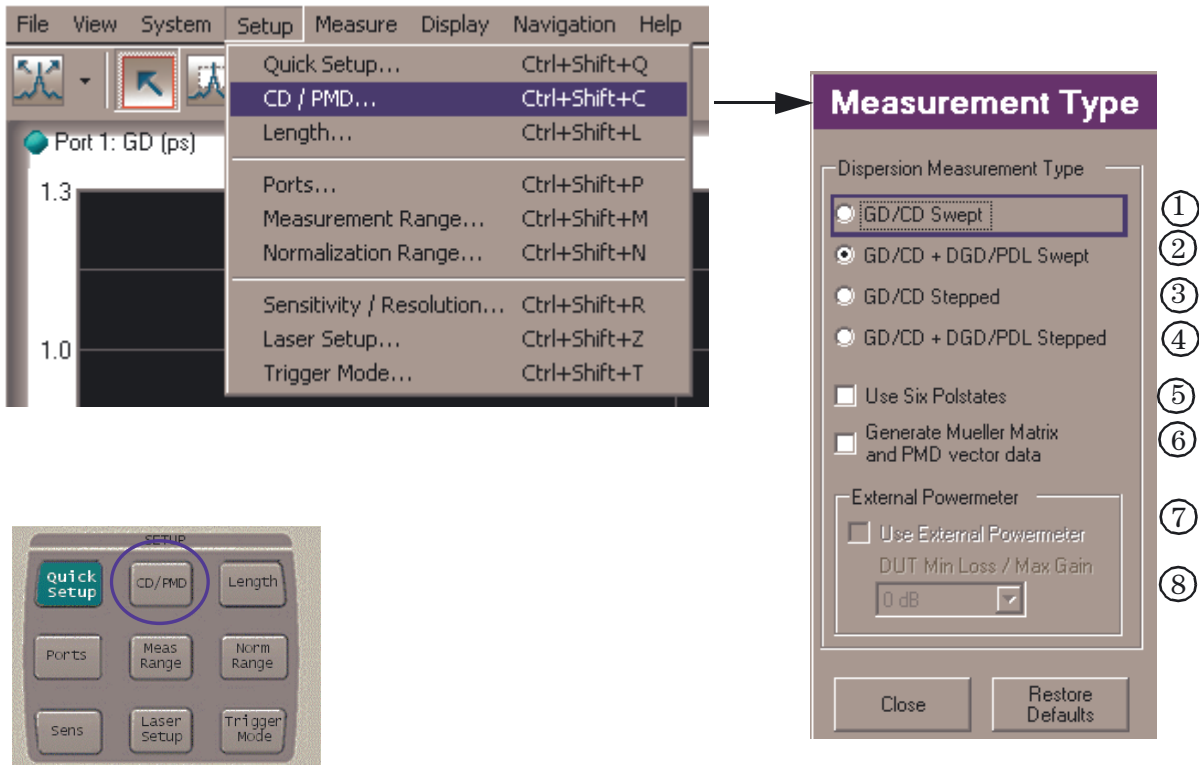 File View System Setup Measure Display Navigation Help
Quick Setup... Ctrl+Shift+Q
CD / PMD... Ctrl+Shift+C
Length... Ctrl+Shift+L
Ports... Ctrl+Shift+P
Measurement Range... Ctrl+Shift+M
Normalization Range... Ctrl+Shift+N
Sensitivity / Resolution... Ctrl+Shift+R
Laser Setup... Ctrl+Shift+Z
Trigger Mode... Ctrl+Shift+T
Port 1: GD (ps)
1.3
1.0
Measurement Type
Dispersion Measurement Type
GD/CD Swept 1
GD/CD + DGD/PDL Swept 2
GD/CD Stepped 3
GD/CD + DGD/PDL Stepped 4
Use Six Polstates 5
Generate Mueller Matrix
and PMD vector data 6
External Powermeter
Use External Powermeter 7
DUT Min Loss / Max Gain
0 dB 8
Close
Restore
Defaults
SETUP
Quick
Setup
CD/PMD
Length
Ports
Meas
Range
Norm
Range
Sens
Laser
Setup
Trigger
Mode